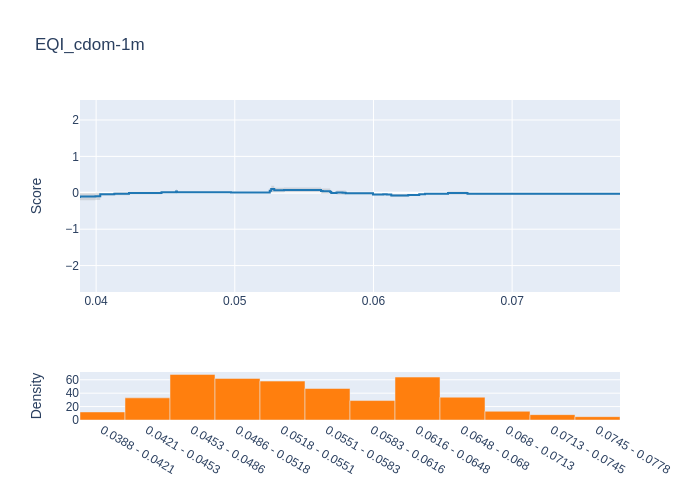 EQI_cdom-1m
Score
2
1
0
−1
−2
0.04
0.05
0.06
0.07
Density
60
40
20
0
0.0388 - 0.0421
0.0421 - 0.0453
0.0453 - 0.0486
0.0486 - 0.0518
0.0518 - 0.0551
0.0551 - 0.0583
0.0583 - 0.0616
0.0616 - 0.0648
0.0648 - 0.068
0.068 - 0.0713
0.0713 - 0.0745
0.0745 - 0.0778